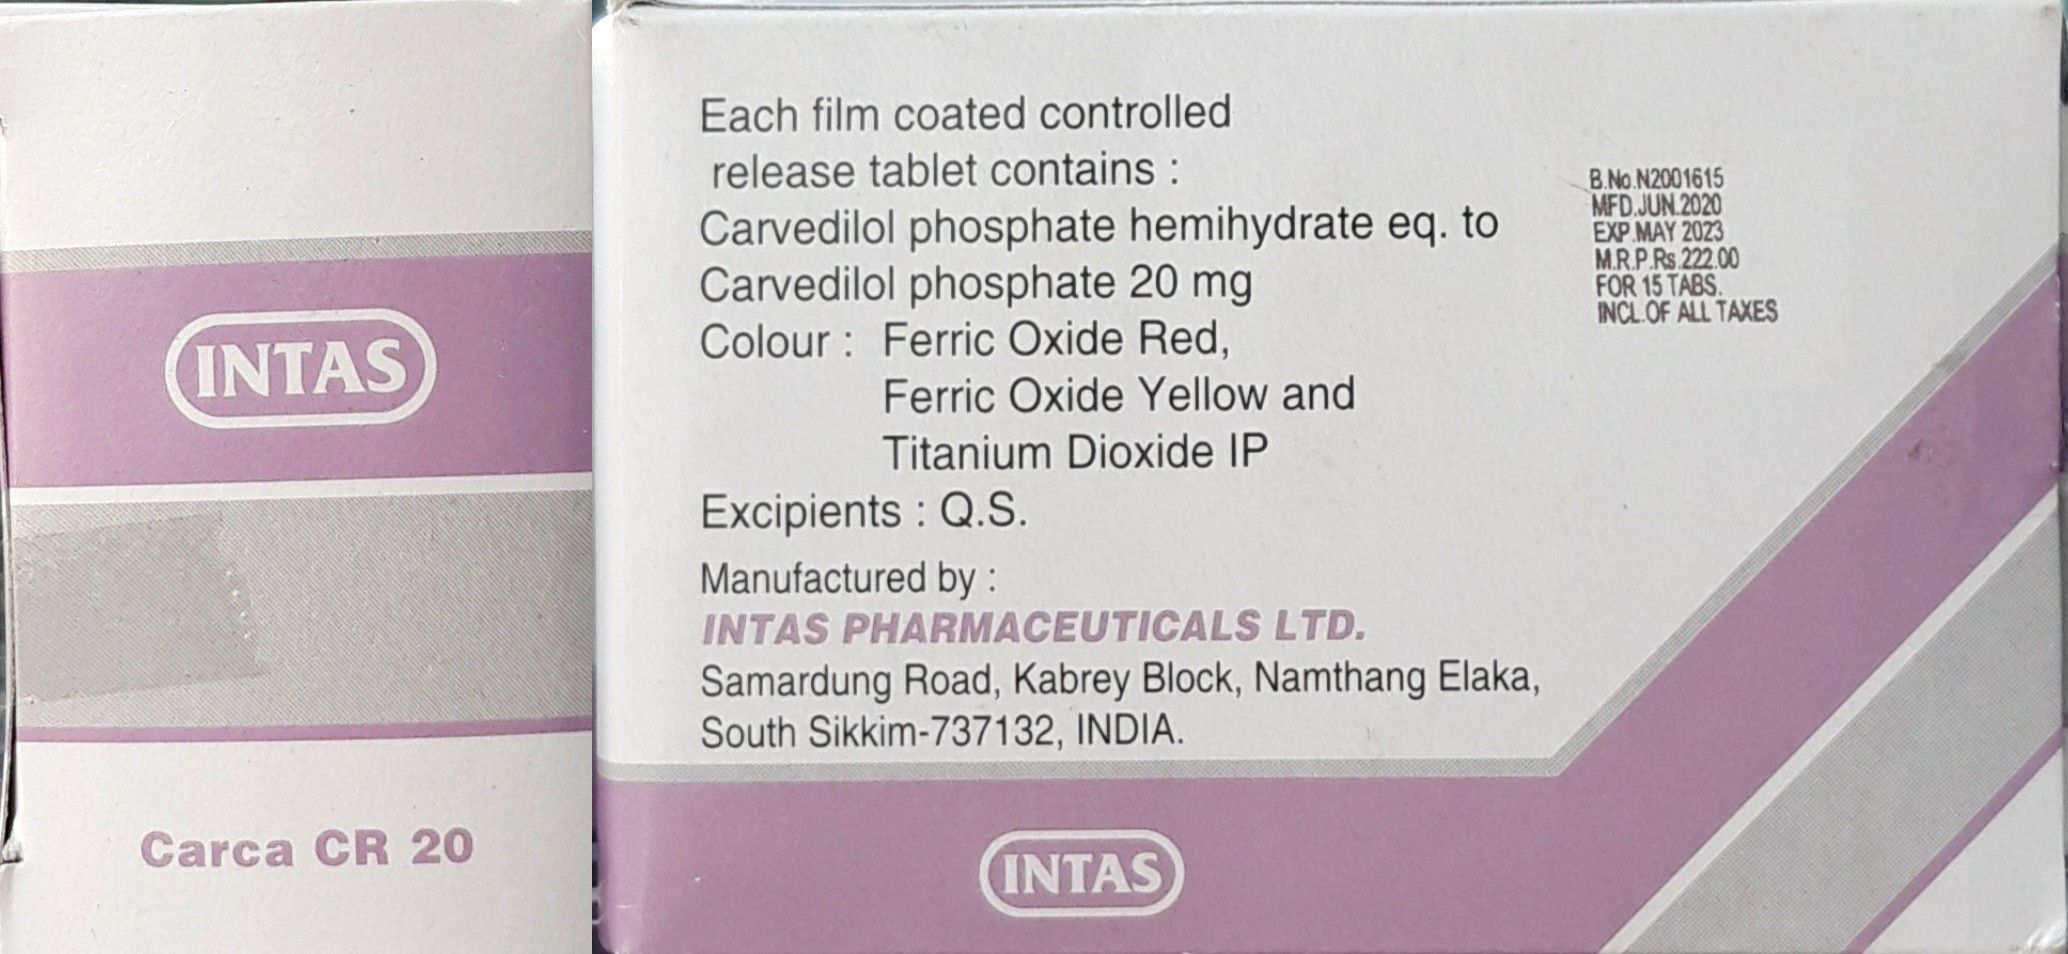 INTAS
Carca CR 20
Each film coated controlled
release tablet contains :
Carvedilol phosphate hemihydrate eq. to
Carvedilol phosphate 20 mg
Colour : Ferric Oxide Red,
Ferric Oxide Yellow and
Titanium Dioxide IP
Excipients : Q.S.
Manufactured by :
INTAS PHARMACEUTICALS LTD.
Samardung Road, Kabrey Block, Namthang Elaka,
South Sikkim-737132, INDIA.
B.No.N2001615
MFD.JUN.2020
EXP.MAY 2023
M.R.P.Rs.222.00
FOR 15 TABS.
INCL.OF ALL TAXES
INTAS